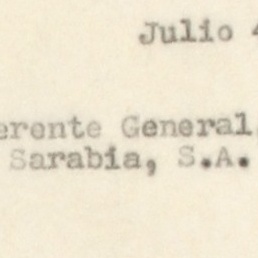 Julio 4
erente General,
Sarabia, S.A.